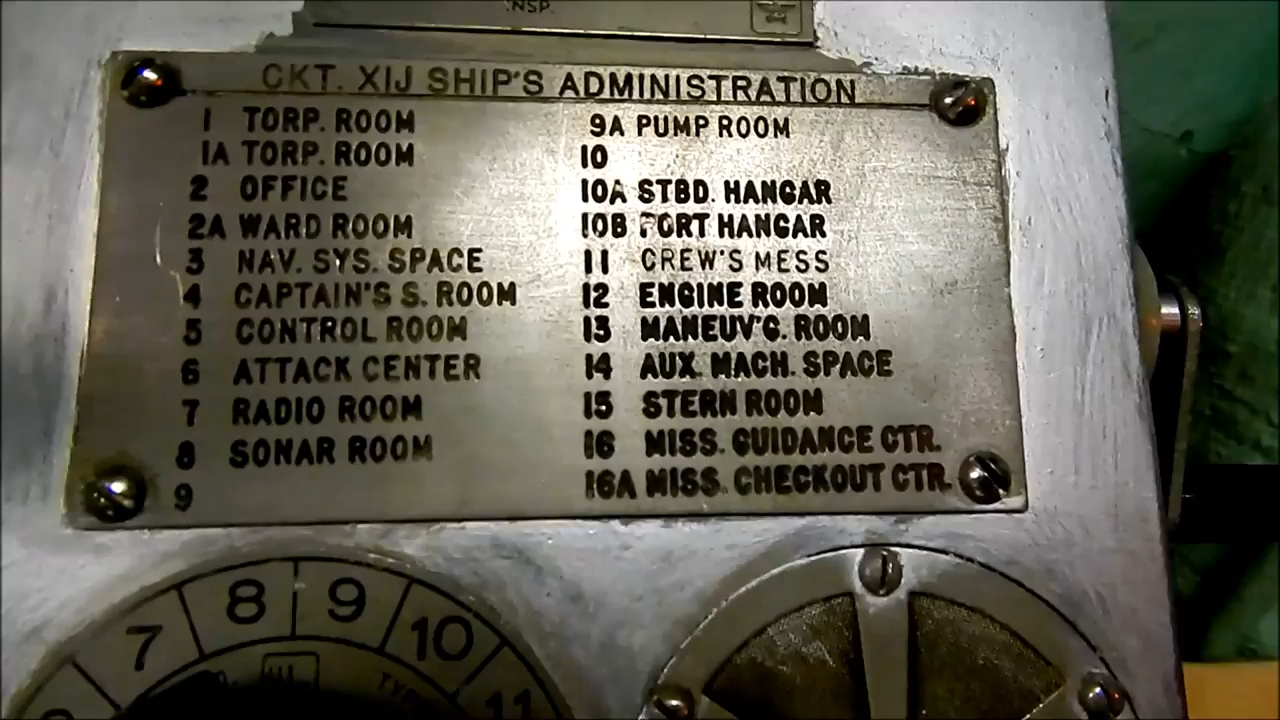 INSP.
CKT. XIJ SHIP'S ADMINISTRATION
1 TORP. ROOM
1A TORP. ROOM
2 OFFICE
2A WARD ROOM
3 NAV. SYS. SPACE
4 CAPTAIN'S S. ROOM
5 CONTROL ROOM
6 ATTACK CENTER
7 RADIO ROOM
8 SONAR ROOM
9
9A PUMP ROOM
10
10A STBD. HANGAR
10B PORT HANGAR
11 CREW'S MESS
12 ENGINE ROOM
13 MANEUV'G. ROOM
14 AUX. MACH. SPACE
15 STERN ROOM
16 MISS. GUIDANCE CTR.
16A MISS. CHECKOUT CTR.
7 8 9 10 11